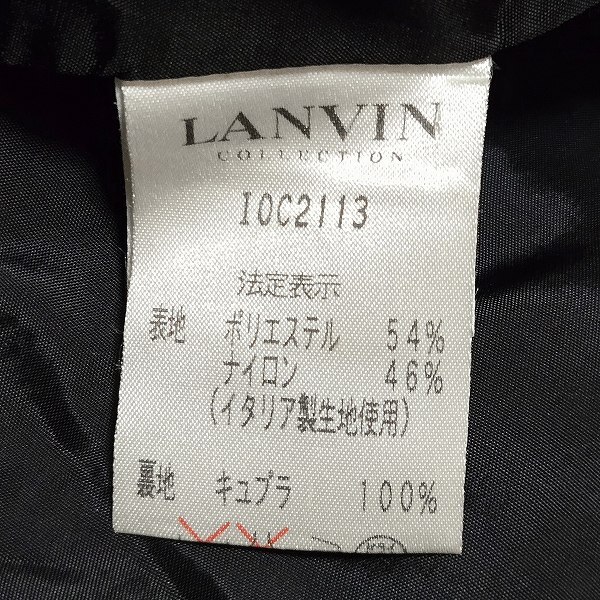 LANVIN
COLLECTION
IOC2113
法定表示
表地 ポリエステル 54%
ナイロン 46%
(イタリア製生地使用)
裏地 キュプラ 100%